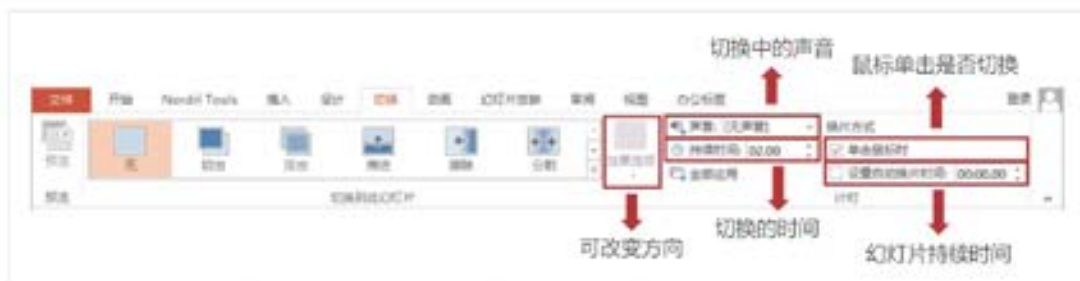 切换中的声音
鼠标单击是否切换
文件 开始 Nordri Tools 插入 设计 切换 动画 幻灯片放映 审阅 视图 办公标签 登录
预览 无 切出 淡出 推进 擦除 分割 效果选项
声音: [无声音]
持续时间: 02.00
全部应用
换片方式
单击鼠标时
设置自动换片时间: 00:00.00
预览 切换到此幻灯片 计时
可改变方向
切换的时间
幻灯片持续时间